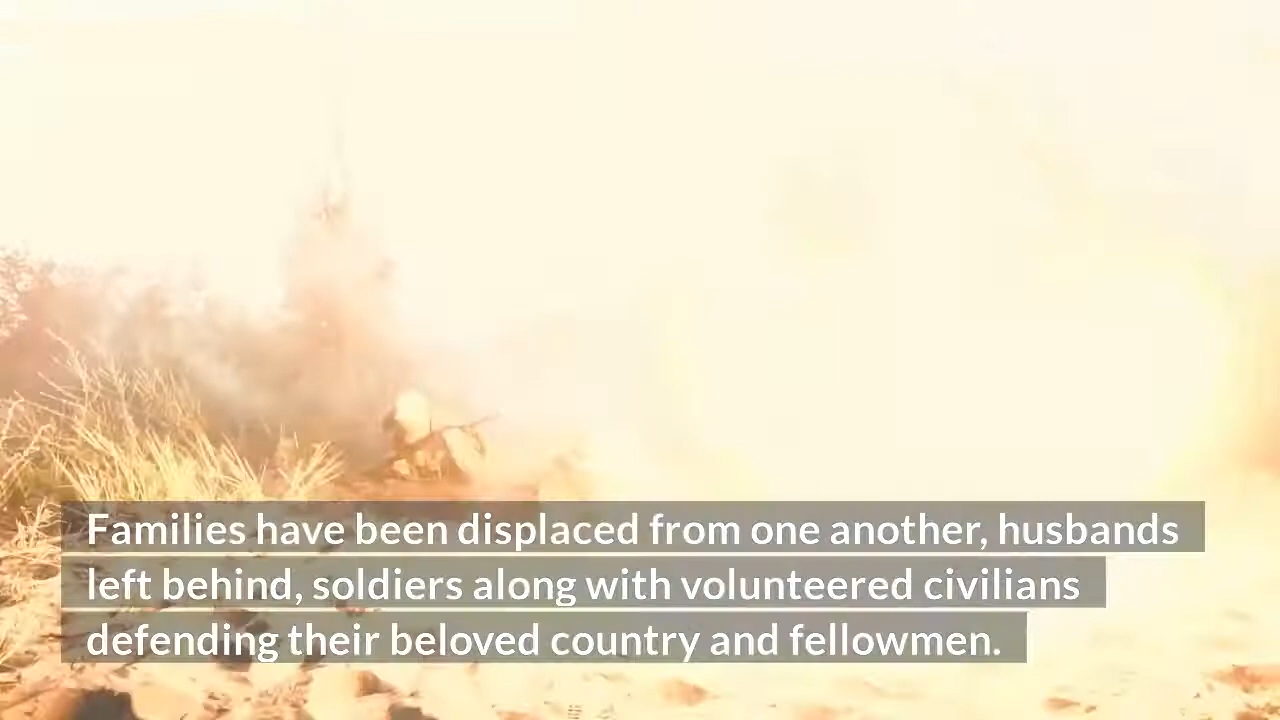 Families have been displaced from one another, husbands
left behind, soldiers along with volunteered civilians
defending their beloved country and fellowmen.